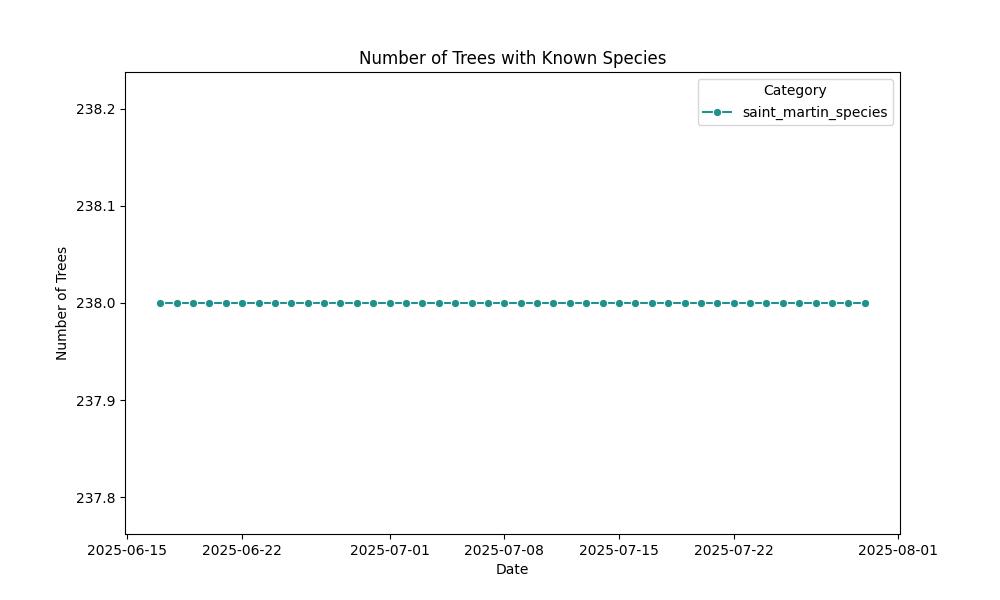 Number of Trees with Known Species
Category
saint_martin_species
238.2
238.1
238.0
237.9
237.8
Number of Trees
2025-06-15
2025-06-22
2025-07-01
2025-07-08
2025-07-15
2025-07-22
2025-08-01
Date